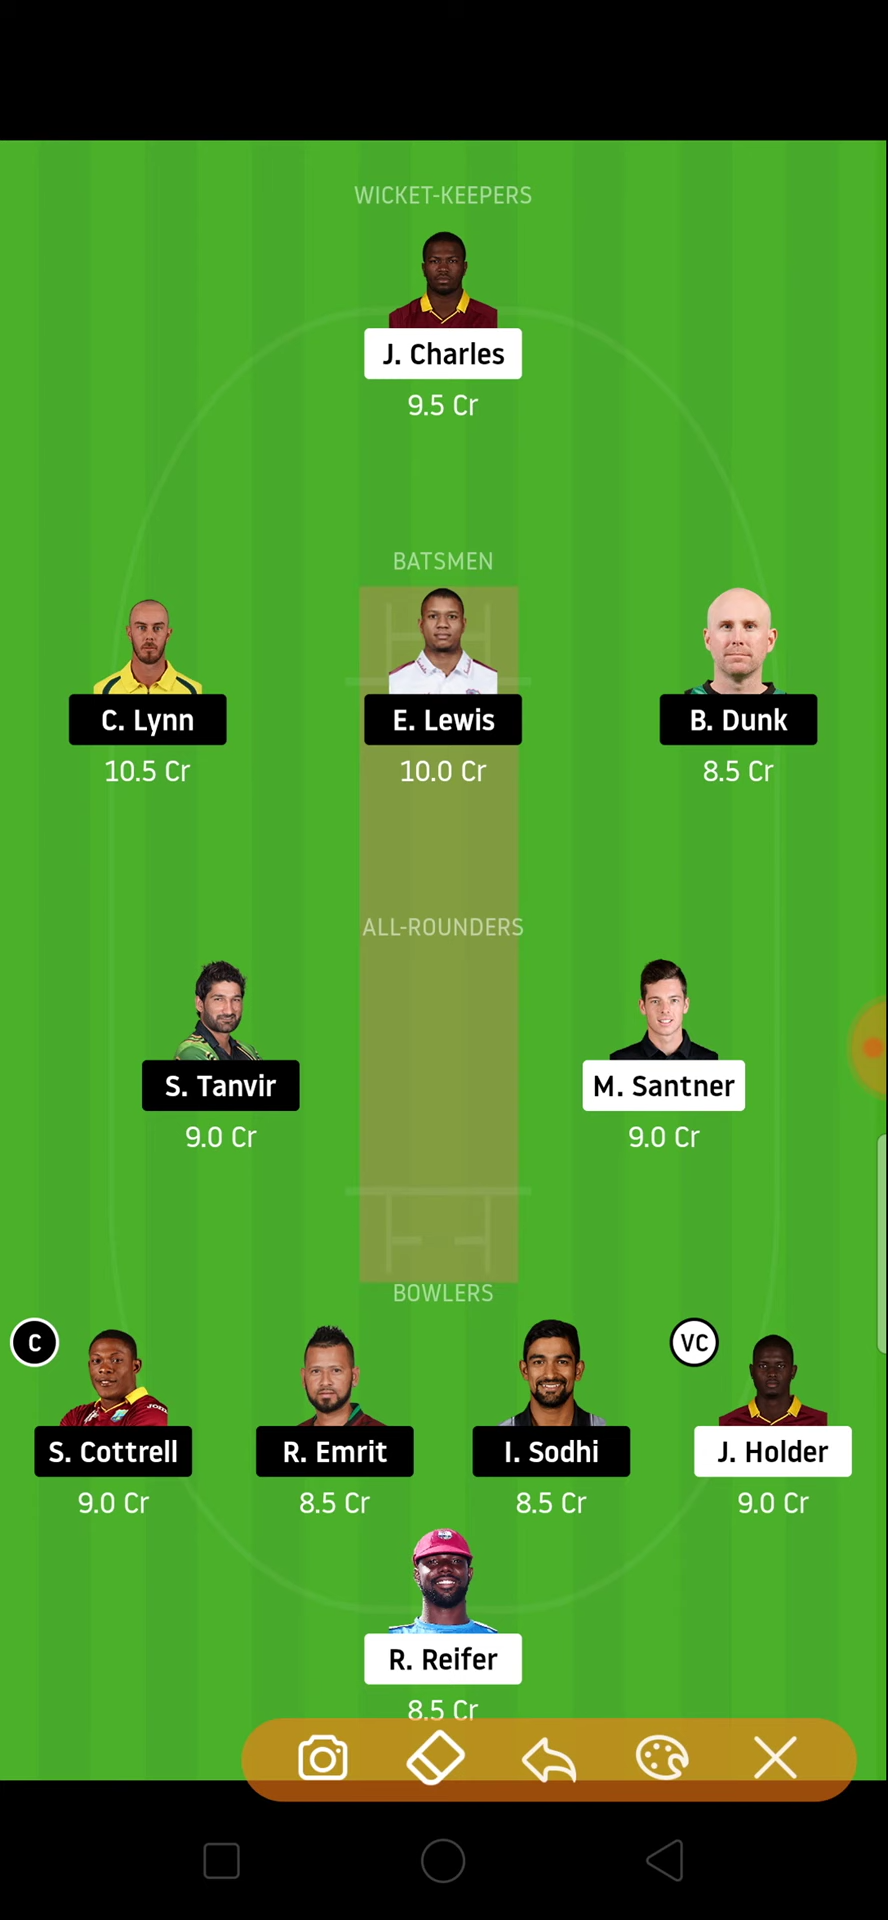 WICKET-KEEPERS
J. Charles
9.5 Cr
BATSMEN
C. Lynn
E. Lewis
B. Dunk
10.5 Cr
10.0 Cr
8.5 Cr
ALL-ROUNDERS
S. Tanvir
M. Santner
9.0 Cr
9.0 Cr
BOWLERS
C
VC
S. Cottrell
R. Emrit
I. Sodhi
J. Holder
9.0 Cr
8.5 Cr
8.5 Cr
9.0 Cr
R. Reifer
8.5 Cr